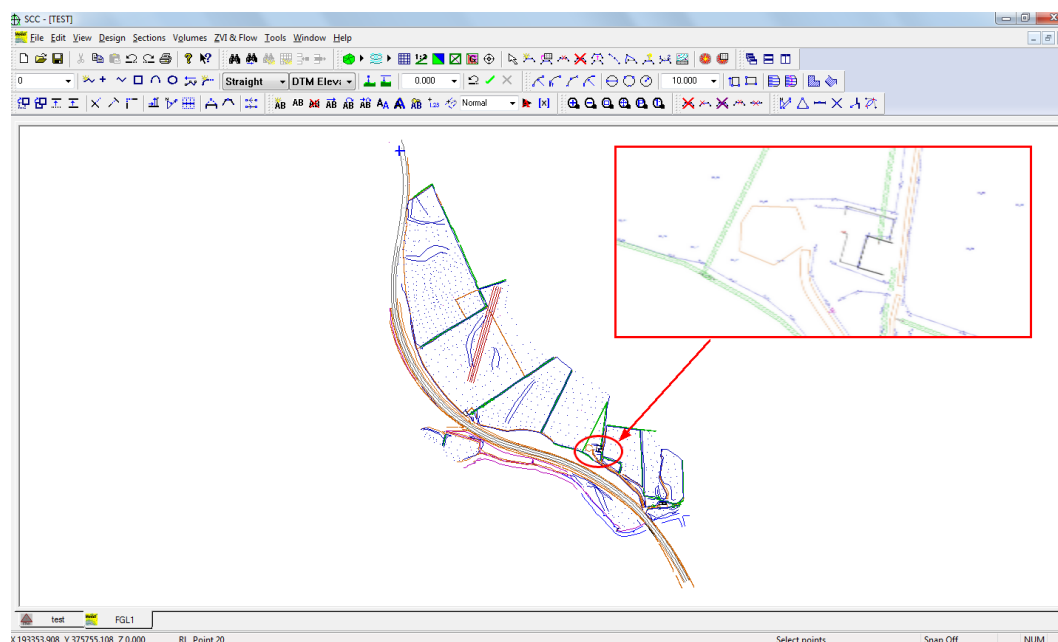 SCC - [TEST]
File Edit View Design Sections Volumes ZVI & Flow Tools Window Help
0 Straight DTM Elev 0.000 10.000
Normal
test FGL1
X 193353.908 Y 375755.108 Z 0.000 RL Point 20 Select points Snap Off NUM